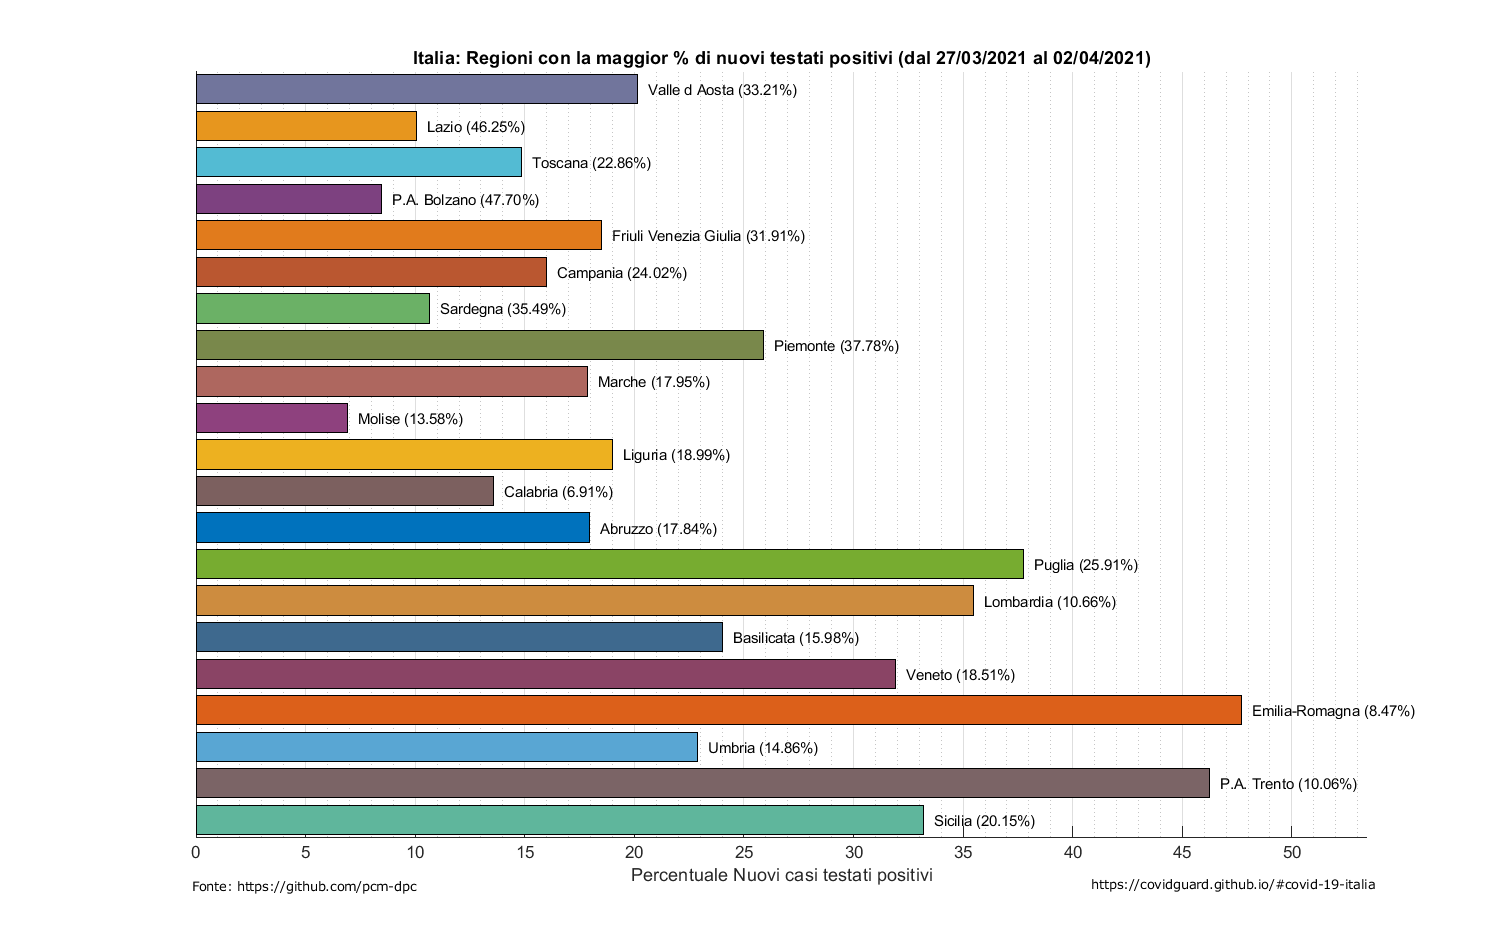 Italia: Regioni con la maggior % di nuovi testati positivi (dal 27/03/2021 al 02/04/2021)
Valle d Aosta (33.21%)
Lazio (46.25%)
Toscana (22.86%)
P.A. Bolzano (47.70%)
Friuli Venezia Giulia (31.91%)
Campania (24.02%)
Sardegna (35.49%)
Piemonte (37.78%)
Marche (17.95%)
Molise (13.58%)
Liguria (18.99%)
Calabria (6.91%)
Abruzzo (17.84%)
Puglia (25.91%)
Lombardia (10.66%)
Basilicata (15.98%)
Veneto (18.51%)
Emilia-Romagna (8.47%)
Umbria (14.86%)
P.A. Trento (10.06%)
Sicilia (20.15%)
0 5 10 15 20 25 30 35 40 45 50
Percentuale Nuovi casi testati positivi
Fonte: https://github.com/pcm-dpc
https://covidguard.github.io/#covid-19-italia